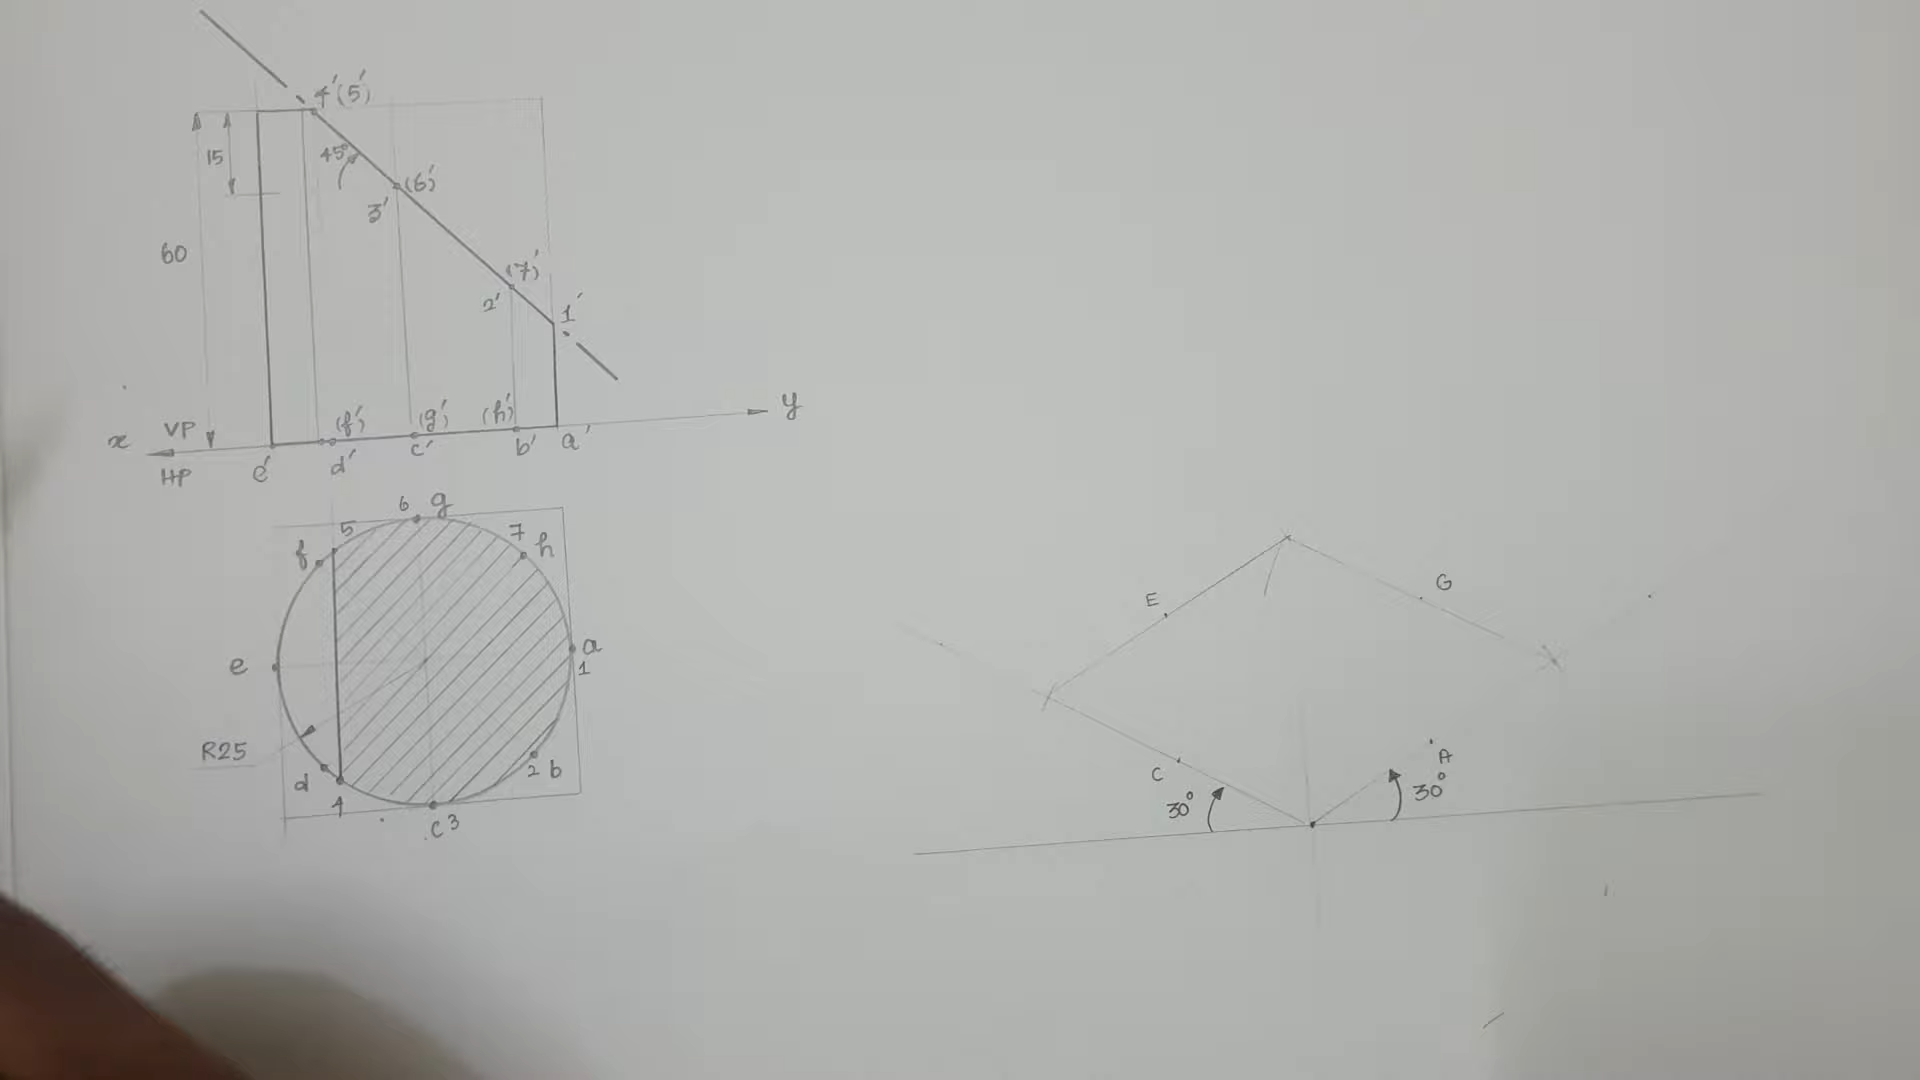 4'(5')
15
45°
(6')
3'
60
(7')
2'
1'
y
x
VP
HP
(f')
(g')
(h')
e'
d'
c'
b'
a'
6 g
5
7
h
f
e
a
1
R25
d
4
2 b
c3
E
G
C
A
30°
30°